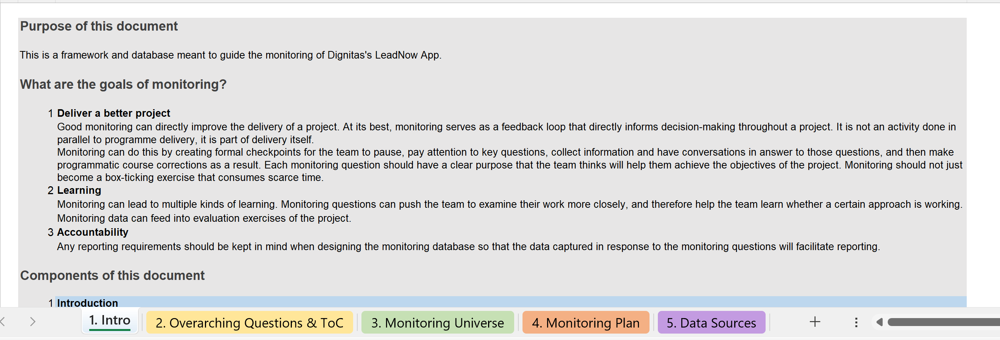 Purpose of this document
This is a framework and database meant to guide the monitoring of Dignitas's LeadNow App.
What are the goals of monitoring?
1 Deliver a better project
Good monitoring can directly improve the delivery of a project. At its best, monitoring serves as a feedback loop that directly informs decision-making throughout a project. It is not an activity done in
parallel to programme delivery, it is part of delivery itself.
Monitoring can do this by creating formal checkpoints for the team to pause, pay attention to key questions, collect information and have conversations in answer to those questions, and then make
programmatic course corrections as a result. Each monitoring question should have a clear purpose that the team thinks will help them achieve the objectives of the project. Monitoring should not just
become a box-ticking exercise that consumes scarce time.
2 Learning
Monitoring can lead to multiple kinds of learning. Monitoring questions can push the team to examine their work more closely, and therefore help the team learn whether a certain approach is working.
Monitoring data can feed into evaluation exercises of the project.
3 Accountability
Any reporting requirements should be kept in mind when designing the monitoring database so that the data captured in response to the monitoring questions will facilitate reporting.
Components of this document
1 Introduction
1. Intro 2. Overarching Questions & ToC 3. Monitoring Universe 4. Monitoring Plan 5. Data Sources